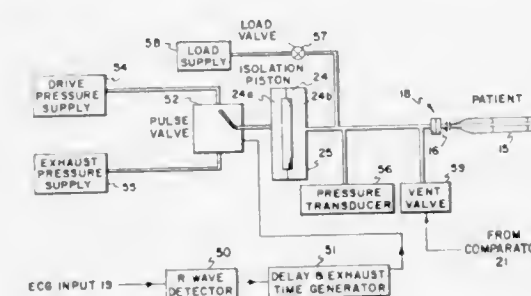 LOAD
VALVE
57
58
LOAD
SUPPLY
ISOLATION
PISTON
24
24a
24b
54
DRIVE
PRESSURE
SUPPLY
52
PULSE
VALVE
18
PATIENT
16
15
EXHAUST
PRESSURE
SUPPLY
55
25
56
PRESSURE
TRANSDUCER
59
VENT
VALVE
FROM
COMPARATO
21
50
51
ECG INPUT 19
R WAVE
DETECTOR
DELAY & EXHAUST
TIME GENERATOR